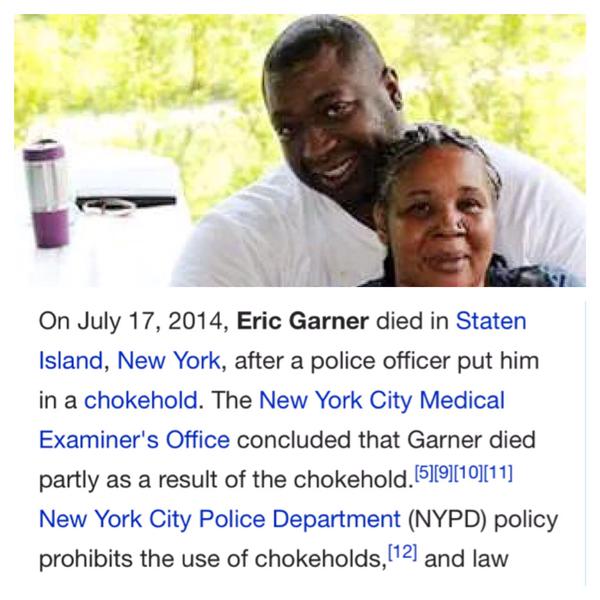 On July 17, 2014, Eric Garner died in Staten
Island, New York, after a police officer put him
in a chokehold. The New York City Medical
Examiner's Office concluded that Garner died
partly as a result of the chokehold.[5][9][10][11]
New York City Police Department (NYPD) policy
prohibits the use of chokeholds,[12] and law